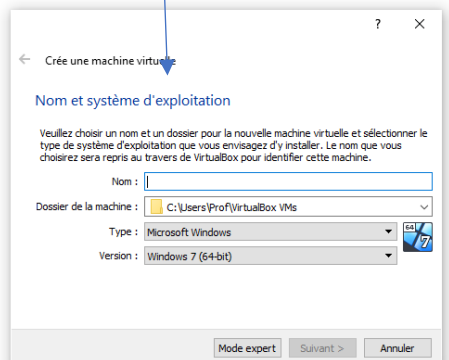 ?
Crée une machine virtuelle
Nom et système d'exploitation
Veuillez choisir un nom et un dossier pour la nouvelle machine virtuelle et sélectionner le
type de système d'exploitation que vous envisagez d'y installer. Le nom que vous
choisirez sera repris au travers de VirtualBox pour identifier cette machine.
Nom :
Dossier de la machine : C:\Users\Prof\VirtualBox VMs
Type : Microsoft Windows 64 7
Version : Windows 7 (64-bit)
Mode expert Suivant > Annuler